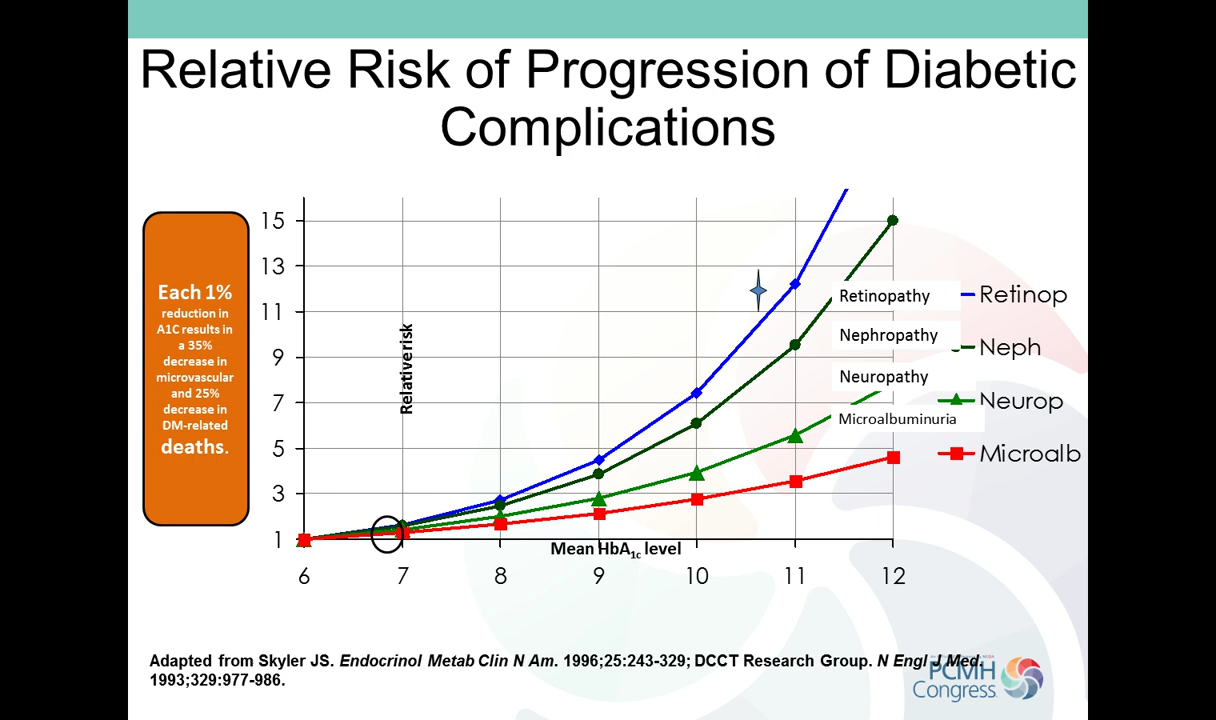 Relative Risk of Progression of Diabetic
Complications
Each 1%
reduction in
A1C results in
a 35%
decrease in
microvascular
and 25%
decrease in
DM-related
deaths.
15
13
11
9
7
5
3
1
Relative risk
6 7 8 9 10 11 12
Mean HbA1c level
Retinopathy
Nephropathy
Neuropathy
Microalbuminuria
Retinop
Neph
Neurop
Microalb
Adapted from Skyler JS. Endocrinol Metab Clin N Am. 1996;25:243-329; DCCT Research Group. N Engl J Med.
1993;329:977-986.
PCMH
Congress